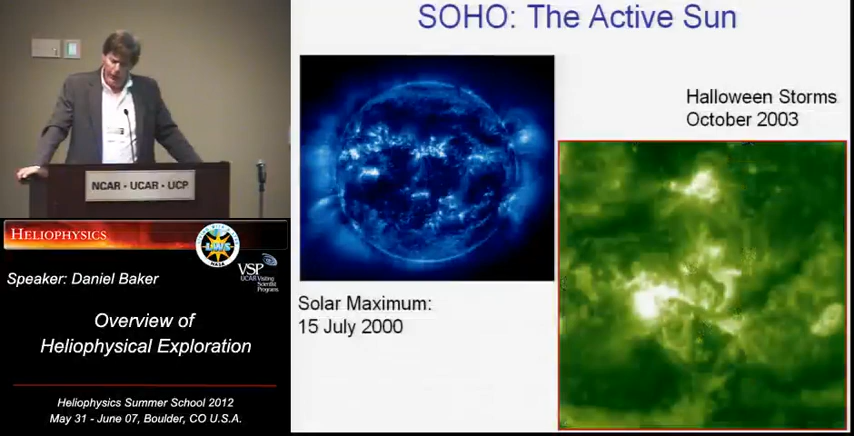 SOHO: The Active Sun
Halloween Storms
October 2003
Solar Maximum:
15 July 2000
NCAR - UCAR - UCP
HELIOPHYSICS
LWS
NASA
VSP
UCAR Visiting
Scientist
Programs
Speaker: Daniel Baker
Overview of
Heliophysical Exploration
Heliophysics Summer School 2012
May 31 - June 07, Boulder, CO U.S.A.